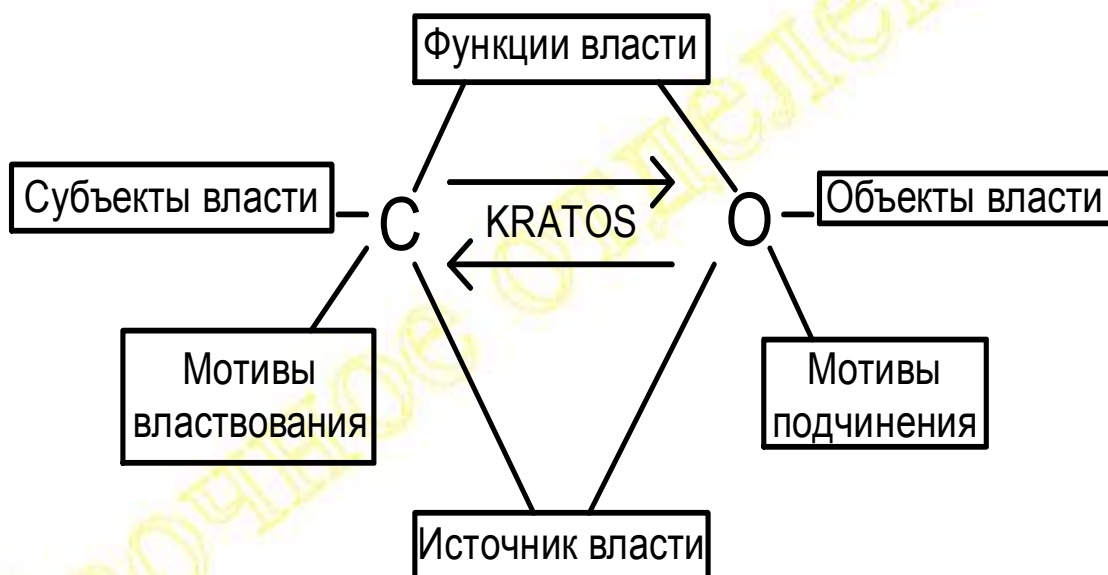 Функции власти
Субъекты власти
С
KRATOS
О
Объекты власти
Мотивы
властвования
Мотивы
подчинения
Источник власти